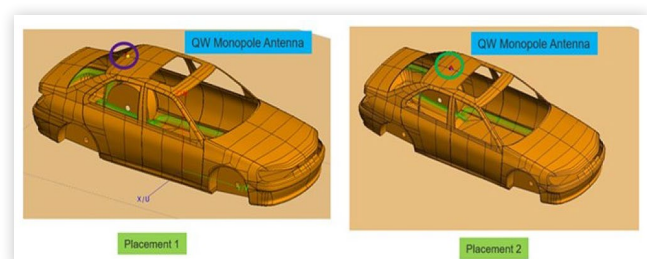 QW Monopole Antenna
QW Monopole Antenna
X/U
Placement 1
Placement 2